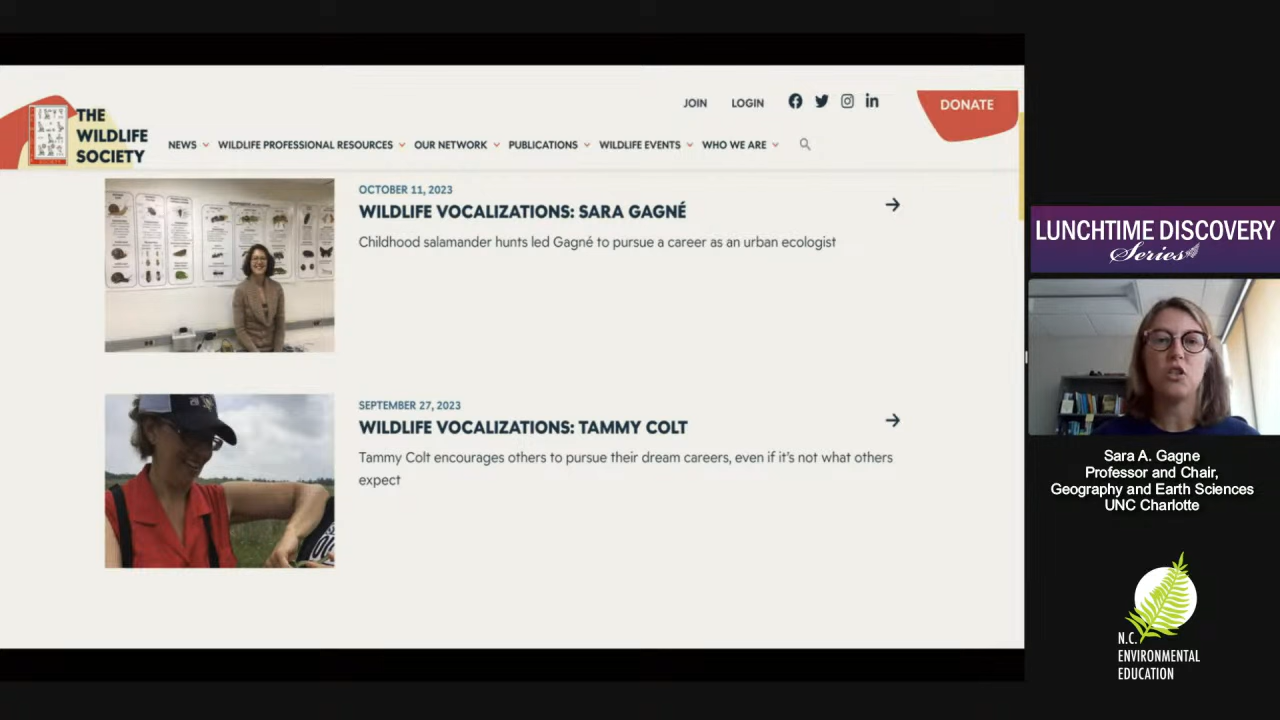 JOIN
LOGIN
DONATE
THE
WILDLIFE
SOCIETY
NEWS
WILDLIFE PROFESSIONAL RESOURCES
OUR NETWORK
PUBLICATIONS
WILDLIFE EVENTS
WHO WE ARE
OCTOBER 11, 2023
WILDLIFE VOCALIZATIONS: SARA GAGNÉ
Childhood salamander hunts led Gagné to pursue a career as an urban ecologist
SEPTEMBER 27, 2023
WILDLIFE VOCALIZATIONS: TAMMY COLT
Tammy Colt encourages others to pursue their dream careers, even if it's not what others
expect
LUNCHTIME DISCOVERY
Series
Sara A. Gagne
Professor and Chair,
Geography and Earth Sciences
UNC Charlotte
N.C.
ENVIRONMENTAL
EDUCATION